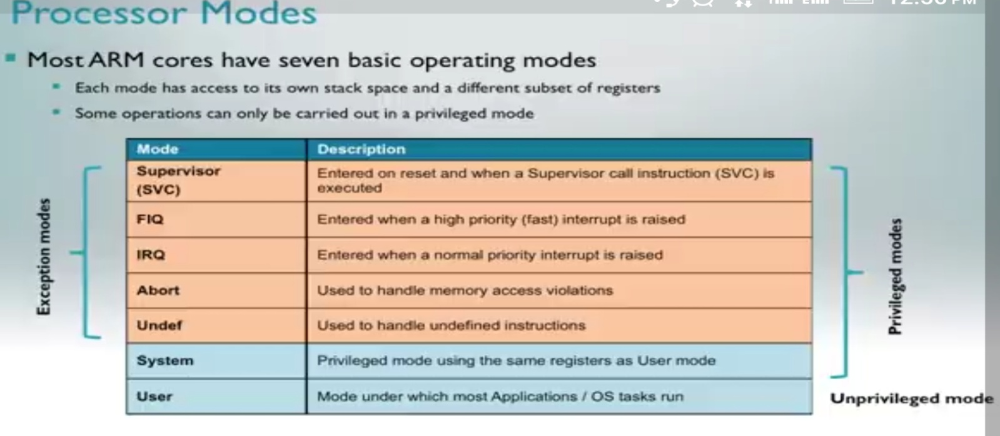 Processor Modes
Most ARM cores have seven basic operating modes
Each mode has access to its own stack space and a different subset of registers
Some operations can only be carried out in a privileged mode
Mode Description
Supervisor
(SVC)
Entered on reset and when a Supervisor call instruction (SVC) is
executed
FIQ Entered when a high priority (fast) interrupt is raised
IRQ Entered when a normal priority interrupt is raised
Abort Used to handle memory access violations
Undef Used to handle undefined instructions
System Privileged mode using the same registers as User mode
User Mode under which most Applications / OS tasks run
Exception modes
Privileged modes
Unprivileged mode